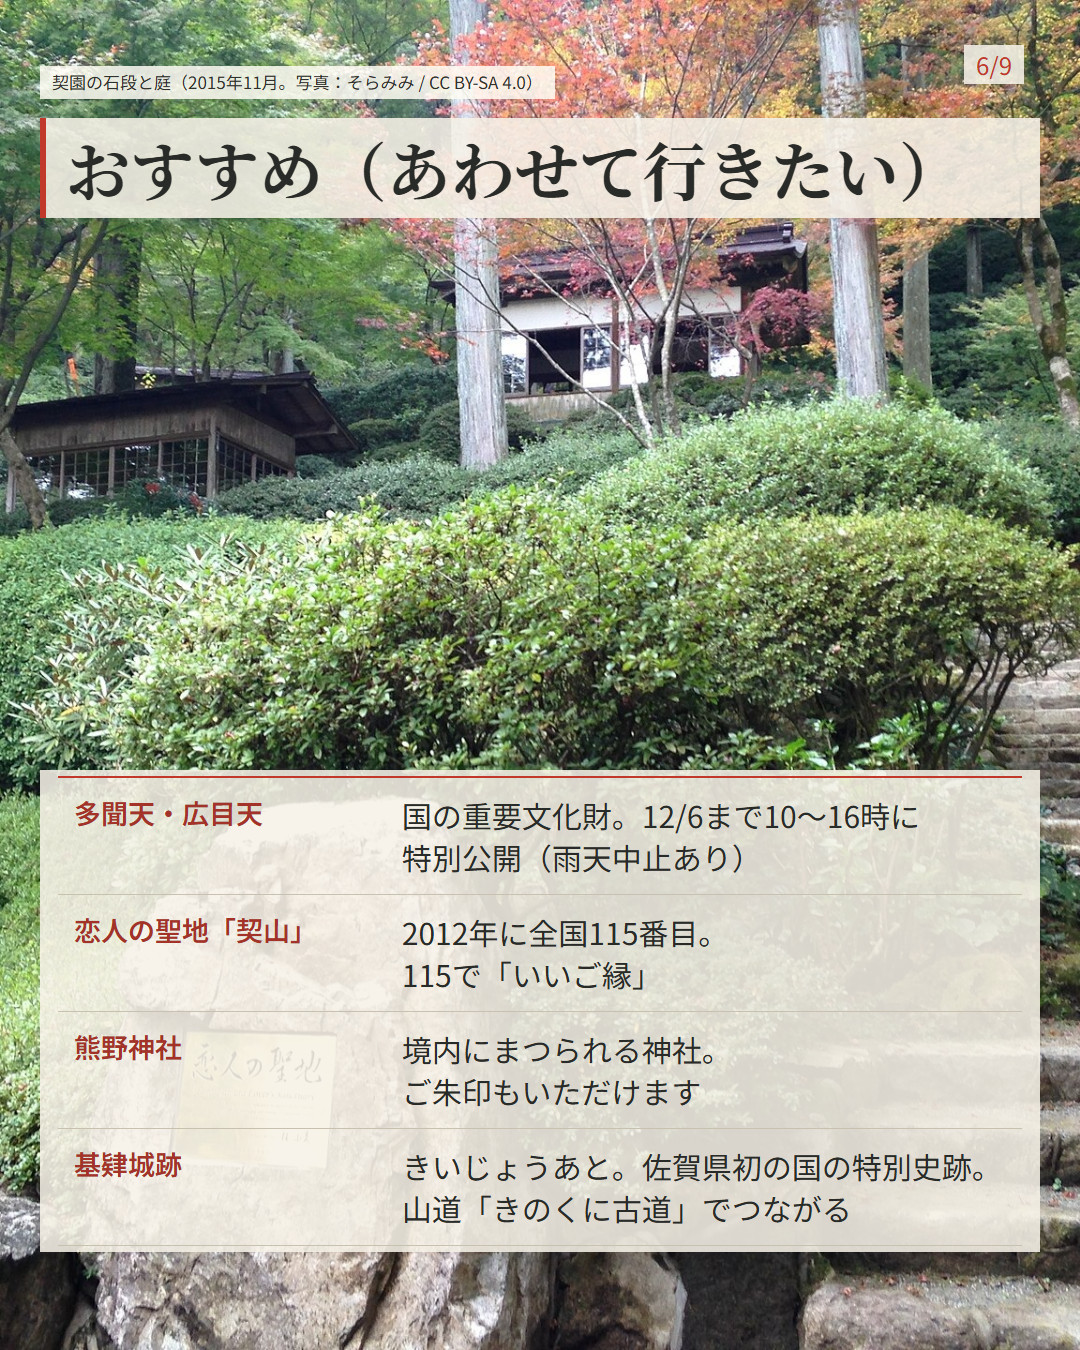 契園の石段と庭（2015年11月。写真：そらみみ / CC BY-SA 4.0）
6/9
おすすめ（あわせて行きたい）
多聞天・広目天
国の重要文化財。12/6まで10〜16時に
特別公開（雨天中止あり）
恋人の聖地「契山」
2012年に全国115番目。
115で「いいご縁」
熊野神社
境内にまつられる神社。
ご朱印もいただけます
恋人の聖地
基肄城跡
きいじょうあと。佐賀県初の国の特別史跡。
山道「きのくに古道」でつながる